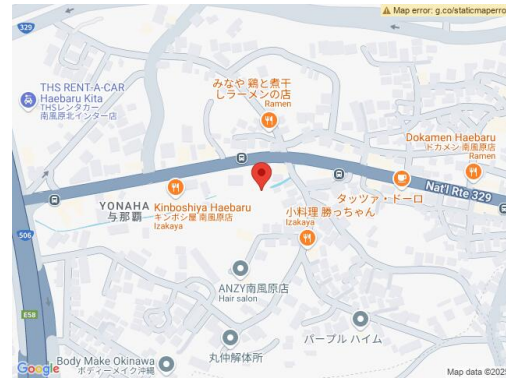 Map error: g.co/staticmaperro
329
みなや 鶏と煮干
しラーメンの店
Ramen
THS RENT-A-CAR
Haebaru Kita
THSレンタカー
南風原北インター店
Dokamen Haebaru
ドカメン 南風原店
Ramen
Nat'l Rte 329
YONAHA
与那覇
Kinboshiya Haebaru
キンボシ屋 南風原店
Izakaya
タッツァ・ドーロ
小料理 勝っちゃん
Izakaya
506
ANZY南風原店
Hair salon
E58
パープル ハイム
丸仲解体所
Body Make Okinawa
ボディーメイク沖縄
Google
Map data ©2025